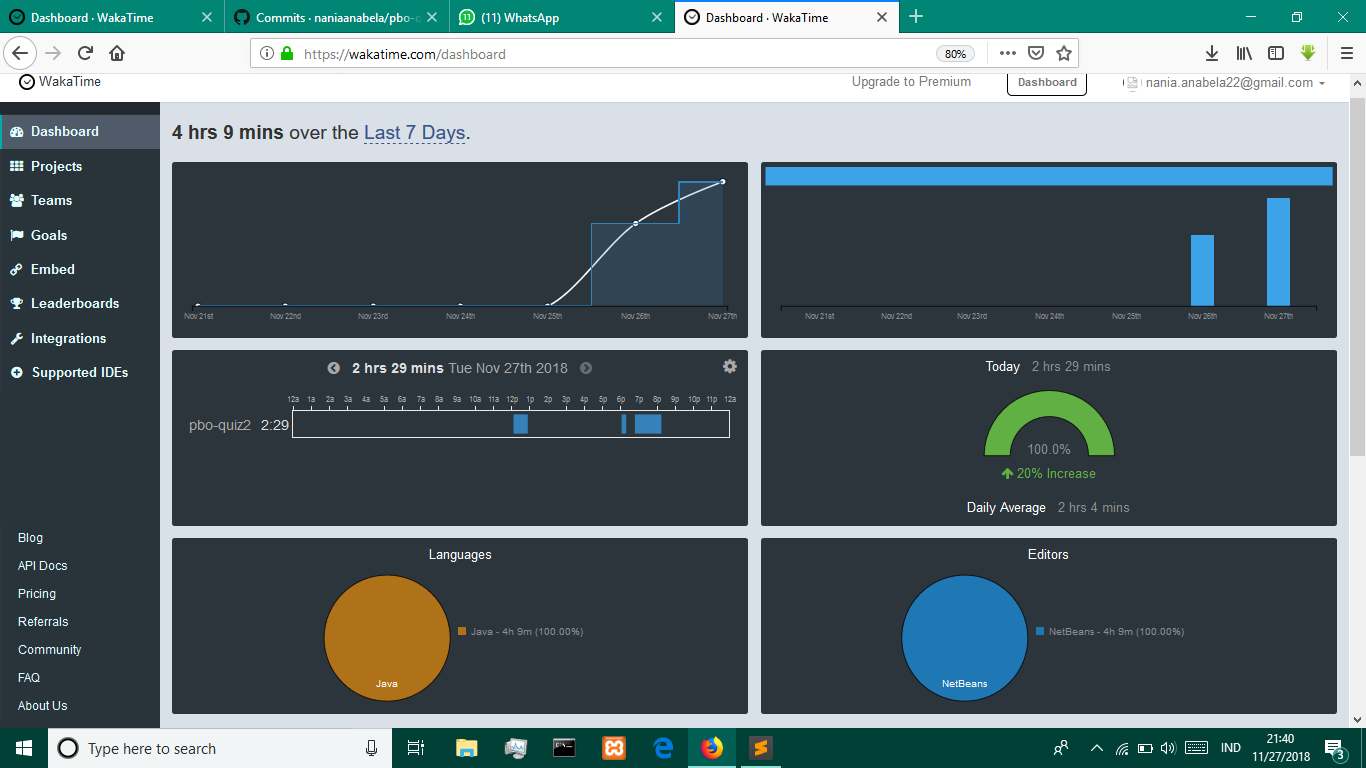 Dashboard · WakaTime
Commits · naniaanabela/pbo-q
(11) WhatsApp
Dashboard · WakaTime
https://wakatime.com/dashboard
80%
WakaTime
Upgrade to Premium
Dashboard
nania.anabela22@gmail.com
Dashboard
Projects
Teams
Goals
Embed
Leaderboards
Integrations
Supported IDEs
Blog
API Docs
Pricing
Referrals
Community
FAQ
About Us
4 hrs 9 mins over the Last 7 Days.
Nov 21st Nov 22nd Nov 23rd Nov 24th Nov 25th Nov 26th Nov 27th
Nov 21st Nov 22nd Nov 23rd Nov 24th Nov 25th Nov 26th Nov 27th
2 hrs 29 mins Tue Nov 27th 2018
12a 1a 2a 3a 4a 5a 6a 7a 8a 9a 10a 11a 12p 1p 2p 3p 4p 5p 6p 7p 8p 9p 10p 11p 12a
pbo-quiz2 2:29
Today 2 hrs 29 mins
100.0%
20% Increase
Daily Average 2 hrs 4 mins
Languages
Java - 4h 9m (100.00%)
Java
Editors
NetBeans - 4h 9m (100.00%)
NetBeans
Type here to search
IND
21:40
11/27/2018
3